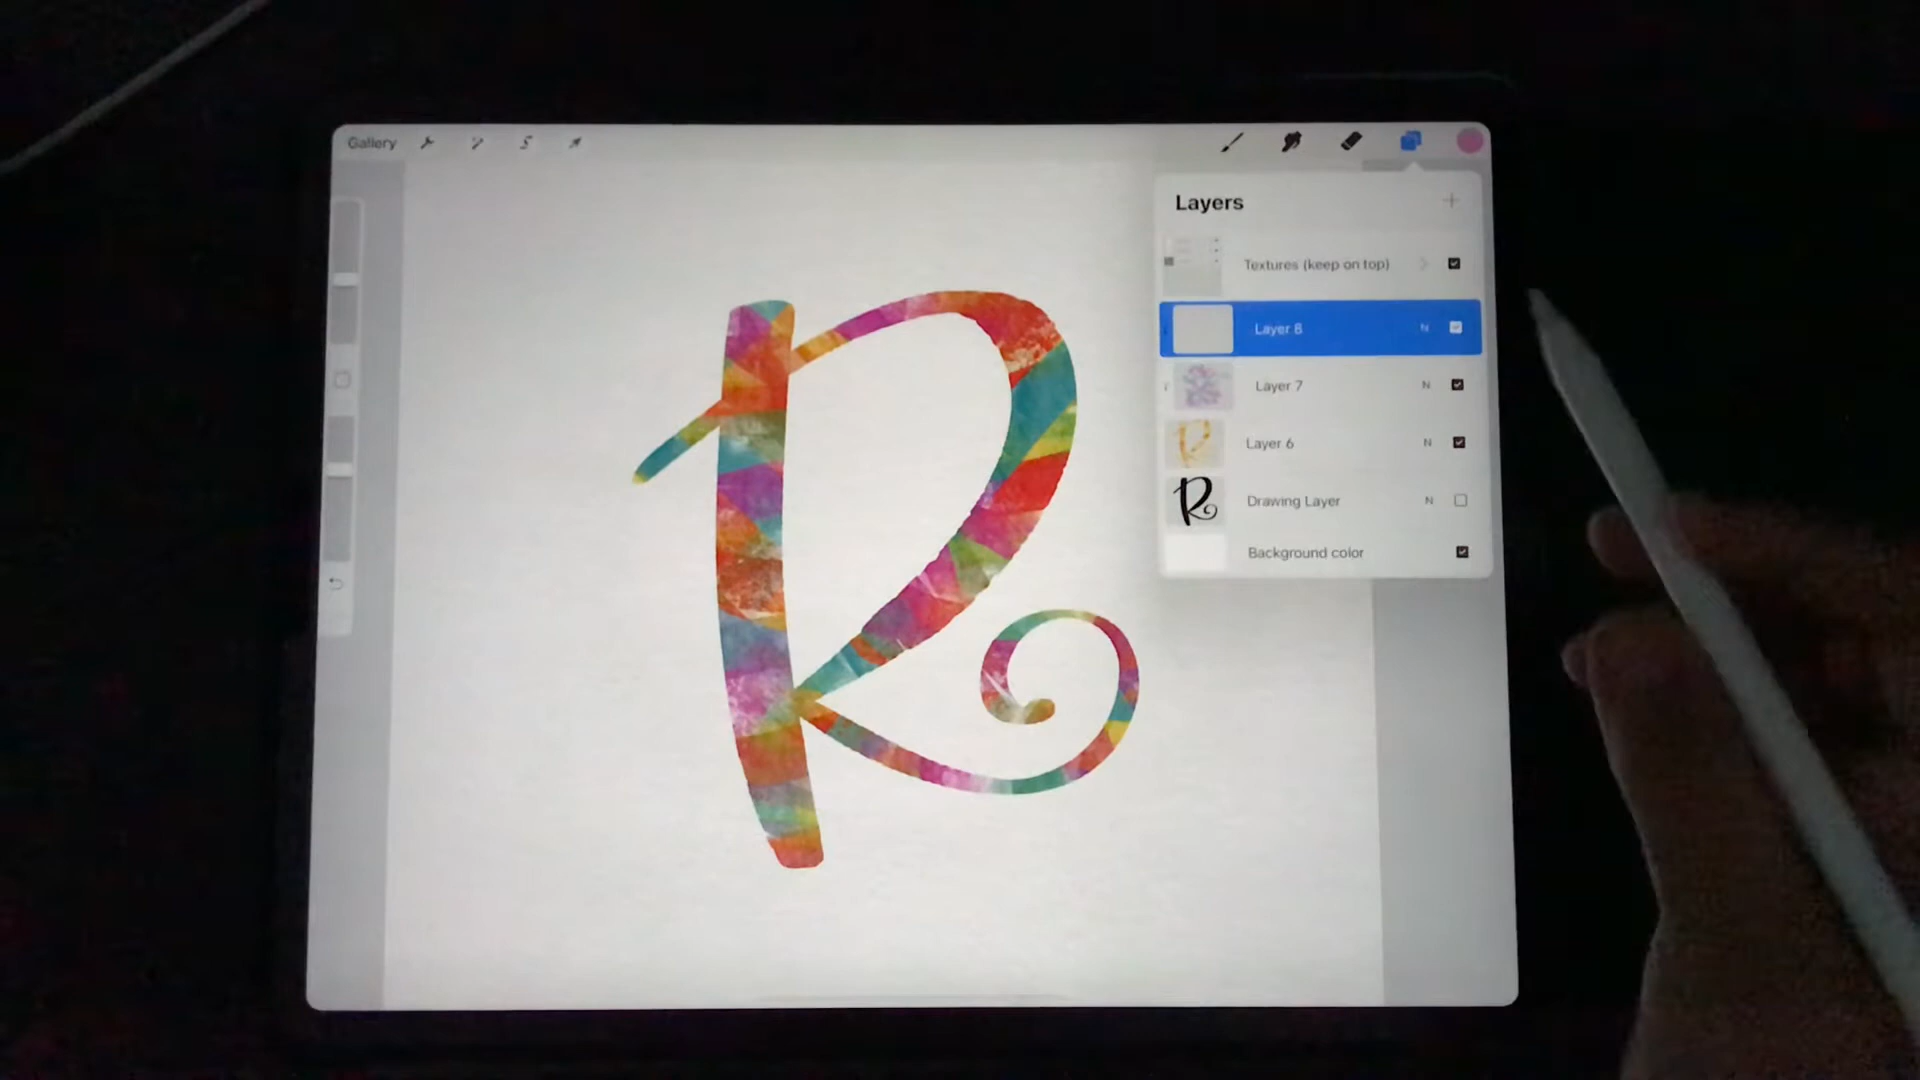 Gallery
Layers
Textures (keep on top)
Layer 8 N
Layer 7 N
Layer 6 N
R
Drawing Layer N
Background color
R